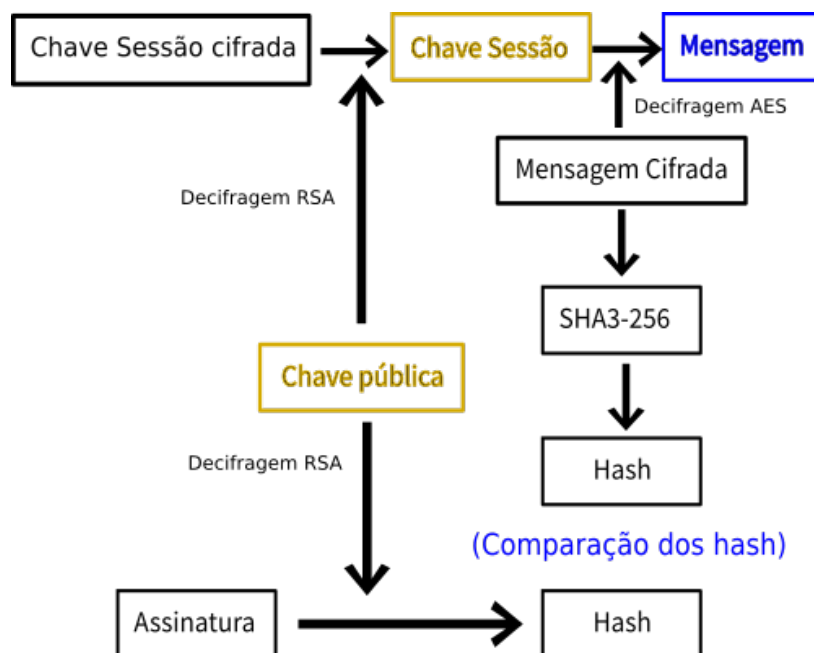 Chave Sessão cifrada
Chave Sessão
Mensagem
Decifragem AES
Mensagem Cifrada
Decifragem RSA
SHA3-256
Chave pública
Decifragem RSA
Hash
(Comparação dos hash)
Assinatura
Hash